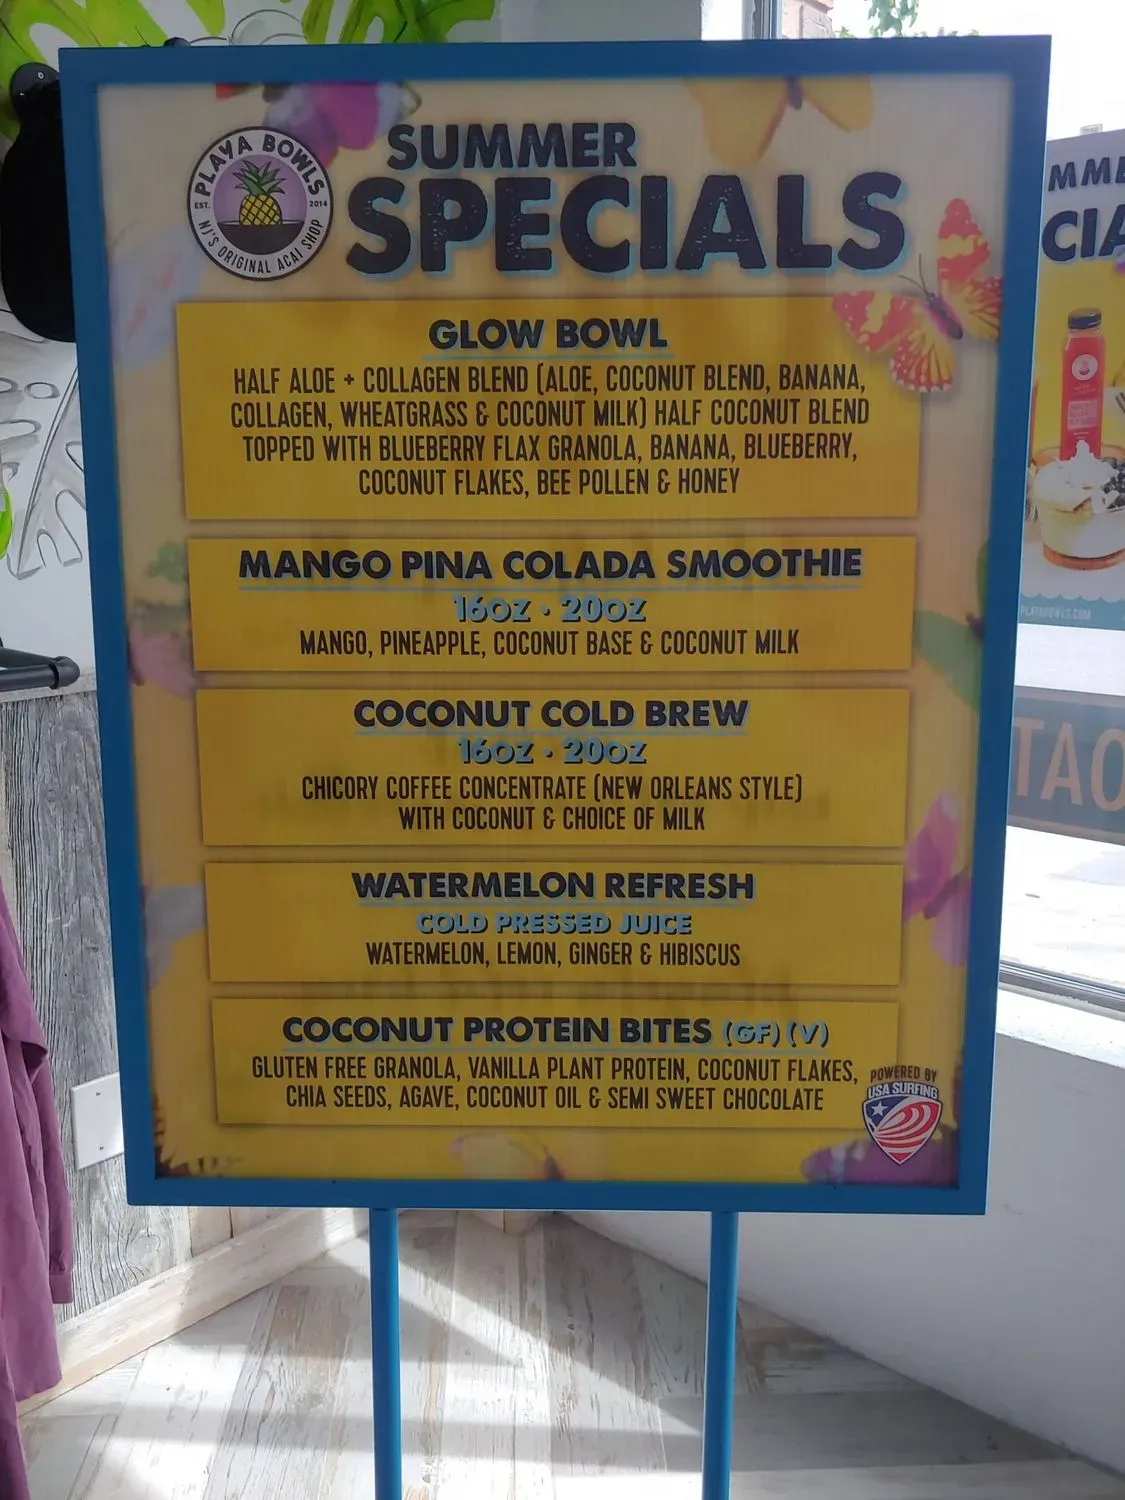 PLAYA BOWLS
EST. 2014
NJ'S ORIGINAL ACAI SHOP
SUMMER
SPECIALS
GLOW BOWL
HALF ALOE + COLLAGEN BLEND (ALOE, COCONUT BLEND, BANANA,
COLLAGEN, WHEATGRASS & COCONUT MILK) HALF COCONUT BLEND
TOPPED WITH BLUEBERRY FLAX GRANOLA, BANANA, BLUEBERRY,
COCONUT FLAKES, BEE POLLEN & HONEY
MANGO PINA COLADA SMOOTHIE
16OZ • 20OZ
MANGO, PINEAPPLE, COCONUT BASE & COCONUT MILK
COCONUT COLD BREW
16OZ • 20OZ
CHICORY COFFEE CONCENTRATE (NEW ORLEANS STYLE)
WITH COCONUT & CHOICE OF MILK
WATERMELON REFRESH
COLD PRESSED JUICE
WATERMELON, LEMON, GINGER & HIBISCUS
COCONUT PROTEIN BITES (GF) (V)
GLUTEN FREE GRANOLA, VANILLA PLANT PROTEIN, COCONUT FLAKES,
CHIA SEEDS, AGAVE, COCONUT OIL & SEMI SWEET CHOCOLATE
POWERED BY
USA SURFING
MME
CIA
PLAYABOWLS.COM
TAO